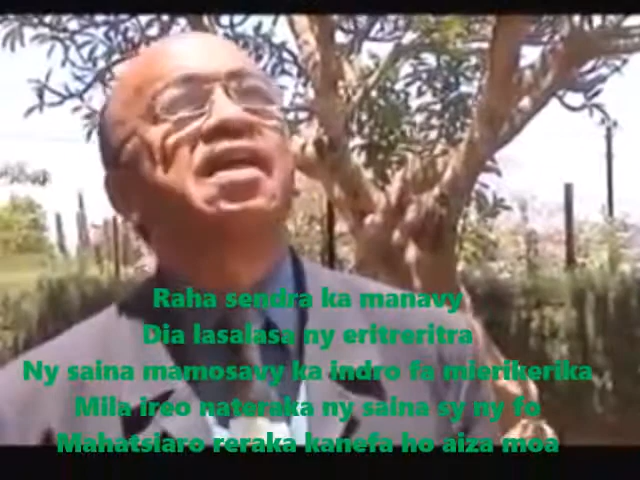 Raha sendra ka manavy
Dia lasalasa ny eritreritra
Ny saina mamosavy ka indro fa mierikerika
Mila ireo nateraka ny saina sy ny fo
Mahatsiaro reraka kanefa ho aiza moa